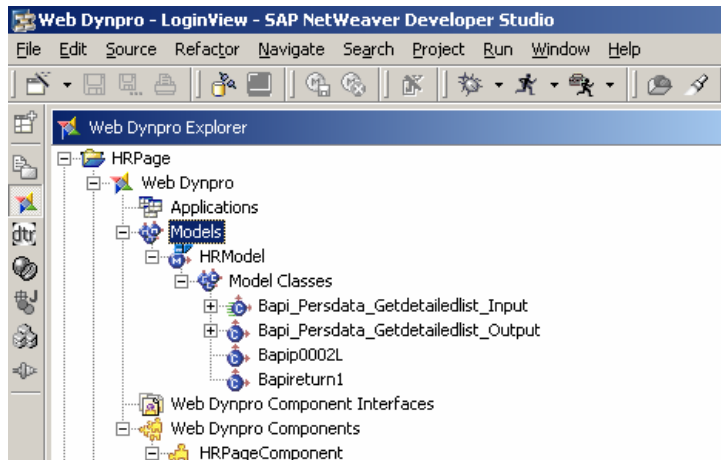 Web Dynpro - LoginView - SAP NetWeaver Developer Studio
File Edit Source Refactor Navigate Search Project Run Window Help
Web Dynpro Explorer
HRPage
Web Dynpro
Applications
Models
HRModel
Model Classes
Bapi_Persdata_Getdetailedlist_Input
Bapi_Persdata_Getdetailedlist_Output
Bapip0002L
Bapireturn1
Web Dynpro Component Interfaces
Web Dynpro Components
HRPageComponent
dtr